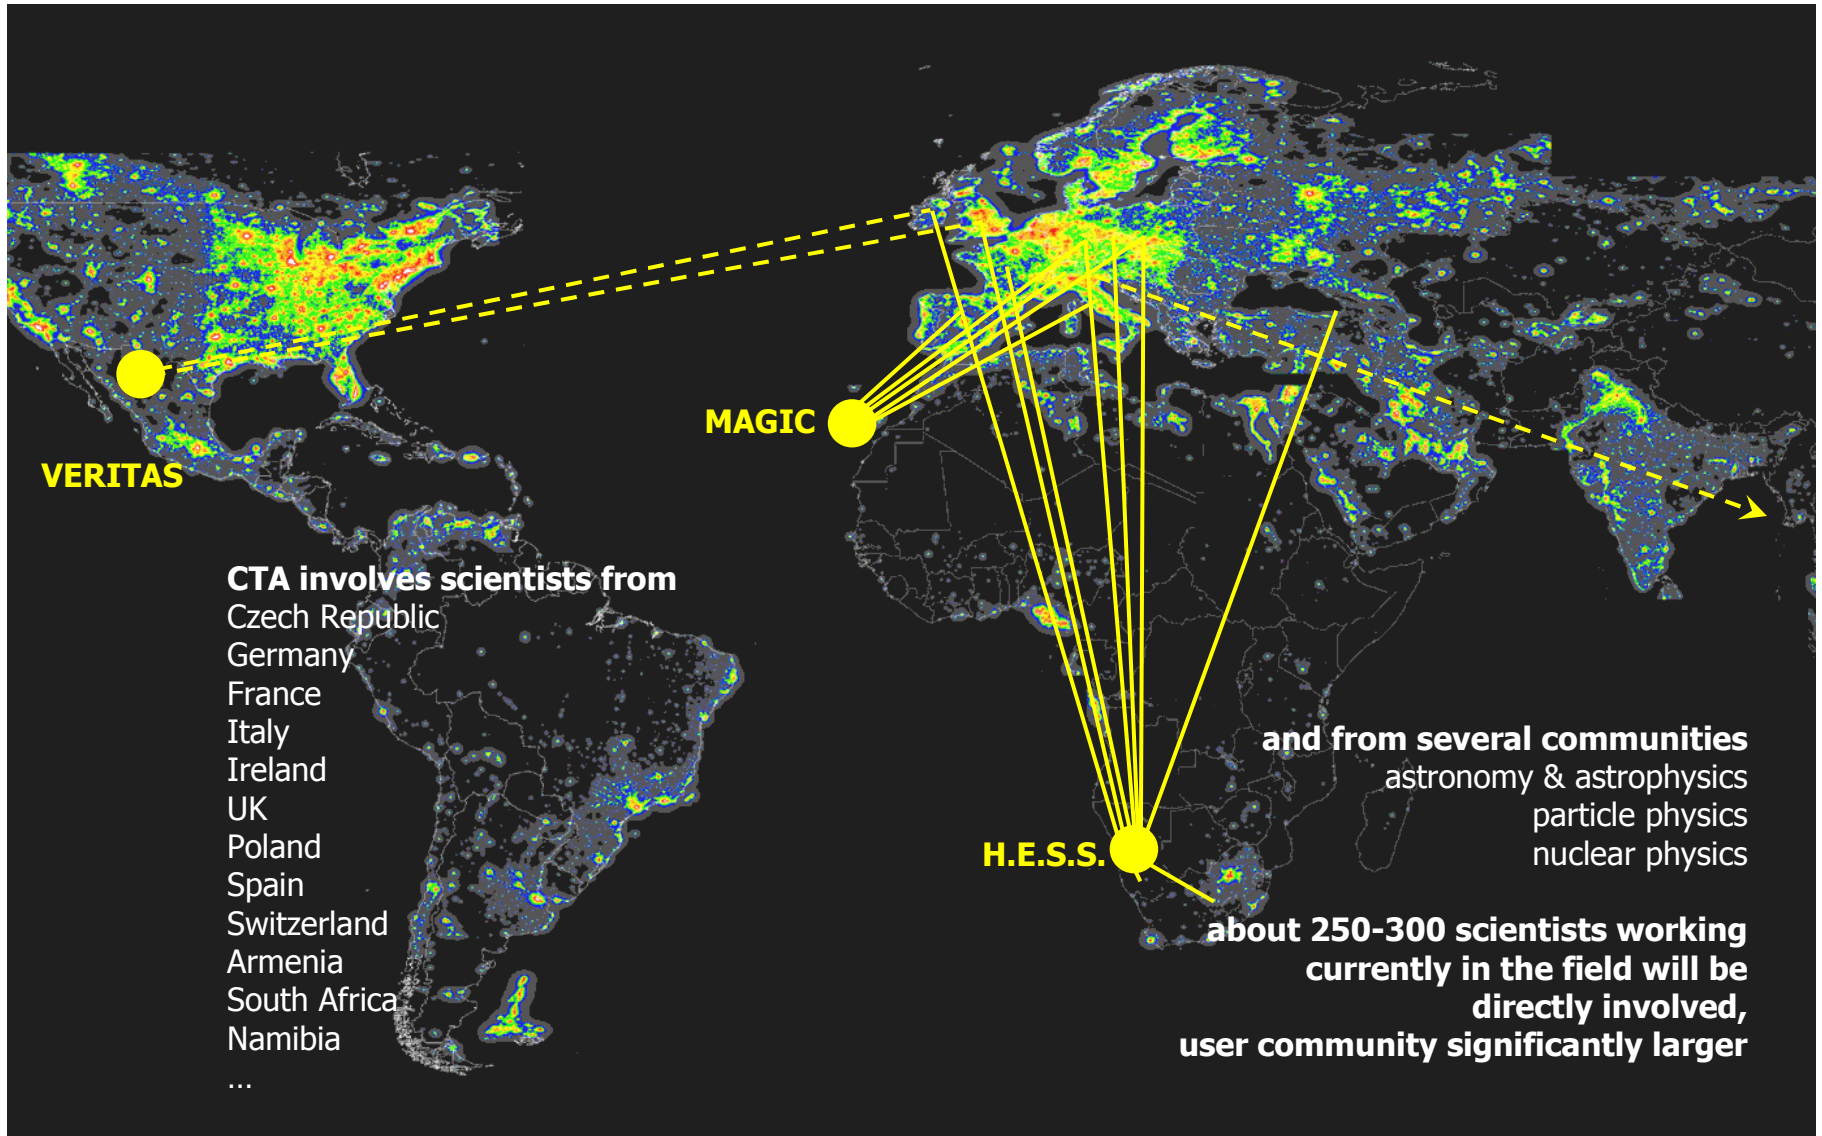 MAGIC
VERITAS
CTA involves scientists from
Czech Republic
Germany
France
Italy
Ireland
UK
Poland
Spain
Switzerland
Armenia
South Africa
Namibia
...
H.E.S.S.
and from several communities
astronomy & astrophysics
particle physics
nuclear physics
about 250-300 scientists working
currently in the field will be
directly involved,
user community significantly larger